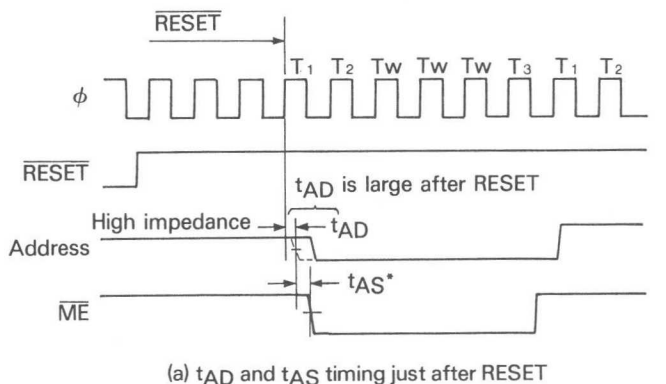 RESET
T1 T2 Tw Tw Tw T3 T1 T2
φ
RESET
tAD is large after RESET
High impedance
tAD
Address
tAS*
ME
(a) tAD and tAS timing just after RESET